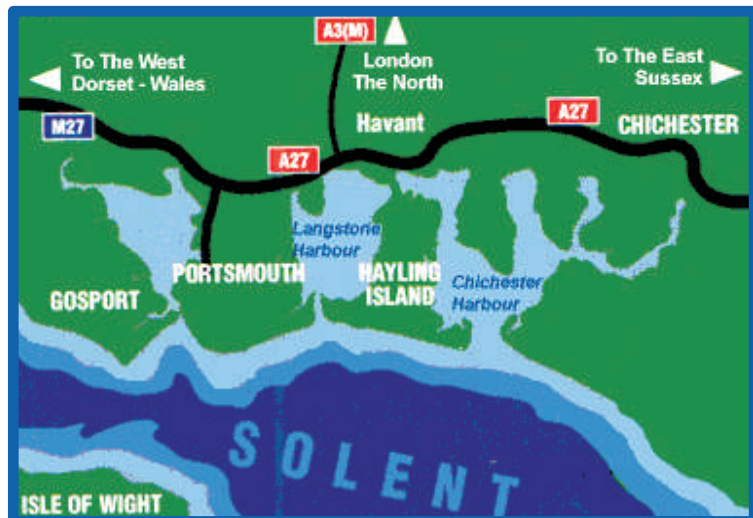 A3(M)
To The West
Dorset - Wales
London
The North
To The East
Sussex
M27
Havant
A27
CHICHESTER
A27
Langstone
Harbour
PORTSMOUTH
HAYLING
ISLAND
Chichester
Harbour
GOSPORT
SOLENT
ISLE OF WIGHT